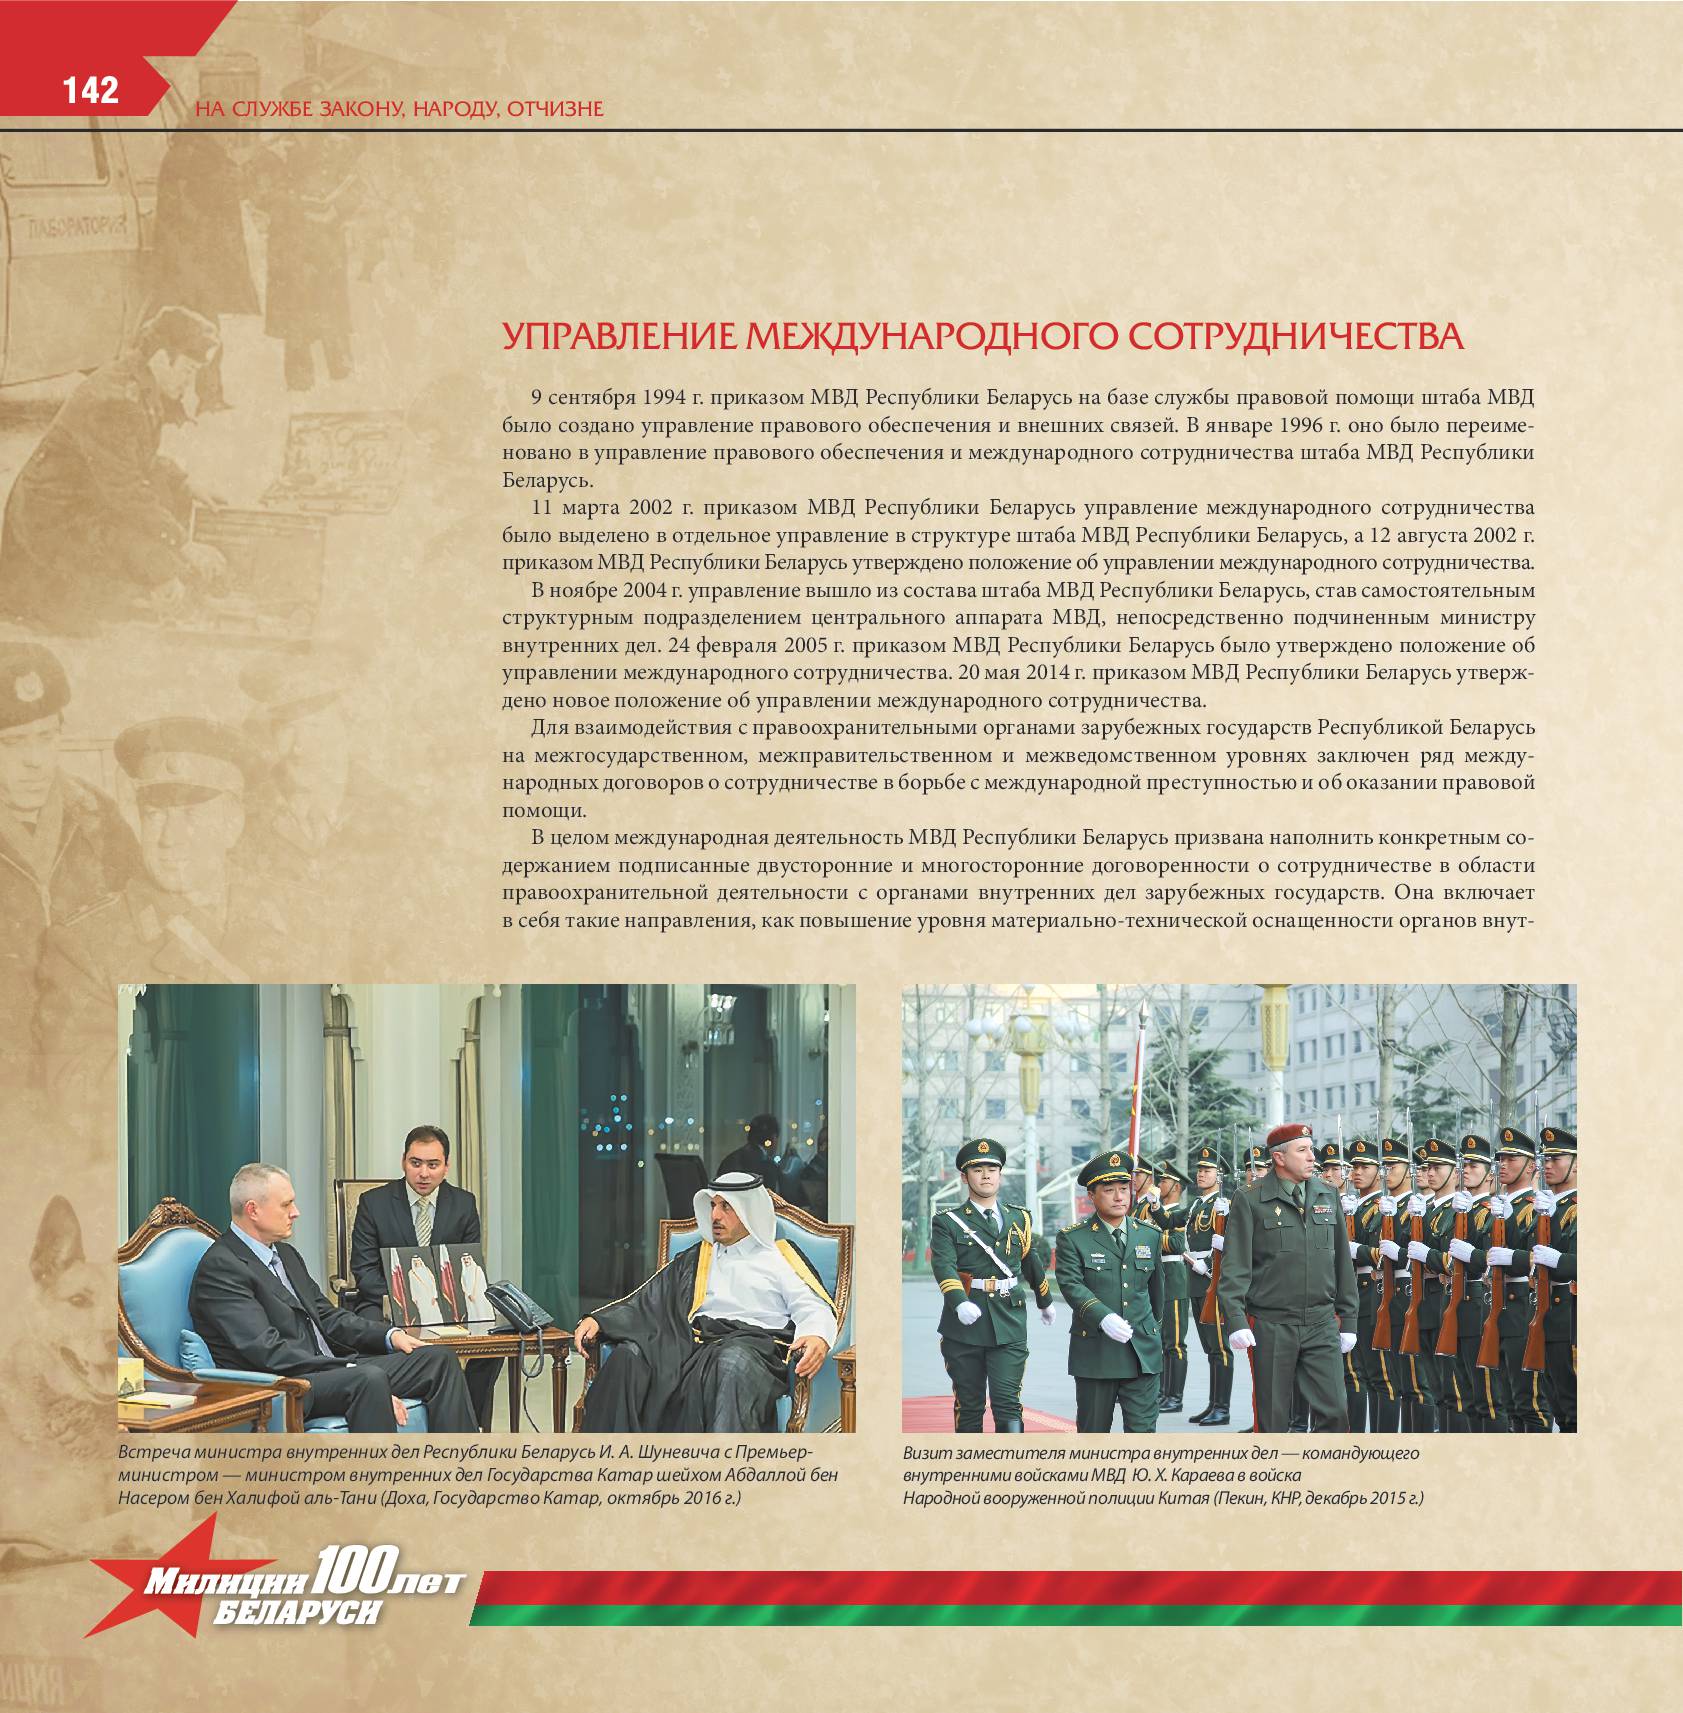 142
НА СЛУЖБЕ ЗАКОНУ, НАРОДУ, ОТЧИЗНЕ
ЛАБОРАТОРИЯ
УПРАВЛЕНИЕ МЕЖДУНАРОДНОГО СОТРУДНИЧЕСТВА
9 сентября 1994 г. приказом МВД Республики Беларусь на базе службы правовой помощи штаба МВД
было создано управление правового обеспечения и внешних связей. В январе 1996 г. оно было переиме-
новано в управление правового обеспечения и международного сотрудничества штаба МВД Республики
Беларусь.
11 марта 2002 г. приказом МВД Республики Беларусь управление международного сотрудничества
было выделено в отдельное управление в структуре штаба МВД Республики Беларусь, а 12 августа 2002 г.
приказом МВД Республики Беларусь утверждено положение об управлении международного сотрудничества.
В ноябре 2004 г. управление вышло из состава штаба МВД Республики Беларусь, став самостоятельным
структурным подразделением центрального аппарата МВД, непосредственно подчиненным министру
внутренних дел. 24 февраля 2005 г. приказом МВД Республики Беларусь было утверждено положение об
управлении международного сотрудничества. 20 мая 2014 г. приказом МВД Республики Беларусь утверж-
дено новое положение об управлении международного сотрудничества.
Для взаимодействия с правоохранительными органами зарубежных государств Республикой Беларусь
на межгосударственном, межправительственном и межведомственном уровнях заключен ряд между-
народных договоров о сотрудничестве в борьбе с международной преступностью и об оказании правовой
помощи.
В целом международная деятельность МВД Республики Беларусь призвана наполнить конкретным со-
держанием подписанные двусторонние и многосторонние договоренности о сотрудничестве в области
правоохранительной деятельности с органами внутренних дел зарубежных государств. Она включает
в себя такие направления, как повышение уровня материально-технической оснащенности органов внут-
Встреча министра внутренних дел Республики Беларусь И. А. Шуневича с Премьер-
министром — министром внутренних дел Государства Катар шейхом Абдаллой бен
Насером бен Халифой аль-Тани (Доха, Государство Катар, октябрь 2016 г.)
Визит заместителя министра внутренних дел — командующего
внутренними войсками МВД Ю. Х. Караева в войска
Народной вооруженной полиции Китая (Пекин, КНР, декабрь 2015 г.)
Милиции 100 лет
БЕЛАРУСИ